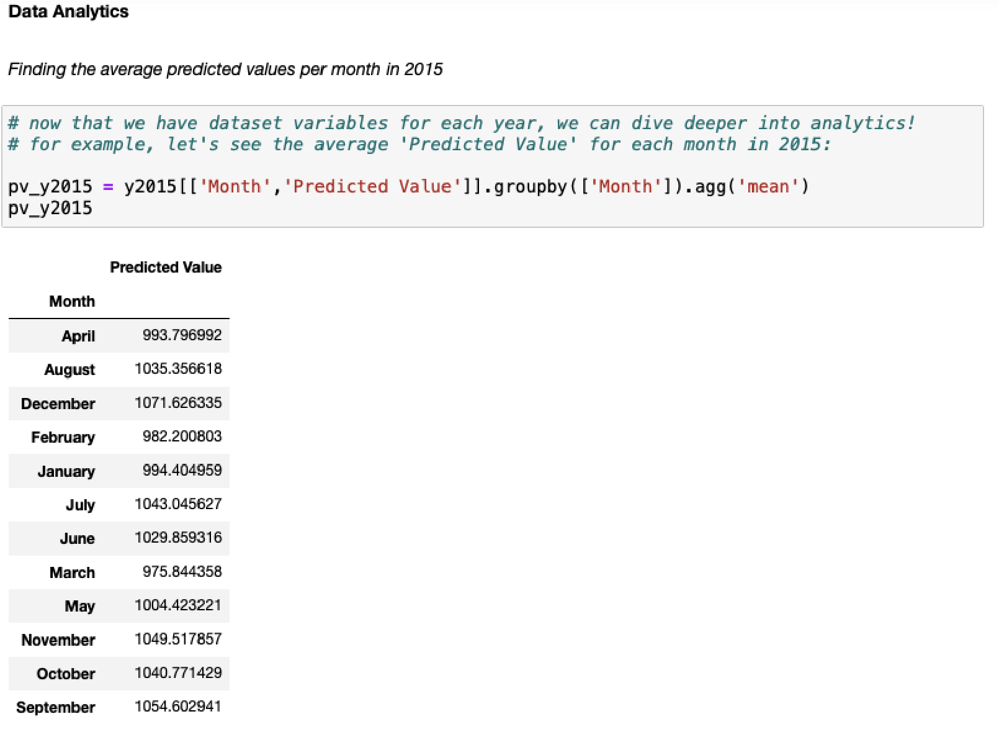 Data Analytics
Finding the average predicted values per month in 2015
# now that we have dataset variables for each year, we can dive deeper into analytics!
# for example, let's see the average 'Predicted Value' for each month in 2015:
pv_y2015 = y2015[['Month','Predicted Value']].groupby(['Month']).agg('mean')
pv_y2015
Predicted Value
Month
April 993.796992
August 1035.356618
December 1071.626335
February 982.200803
January 994.404959
July 1043.045627
June 1029.859316
March 975.844358
May 1004.423221
November 1049.517857
October 1040.771429
September 1054.602941